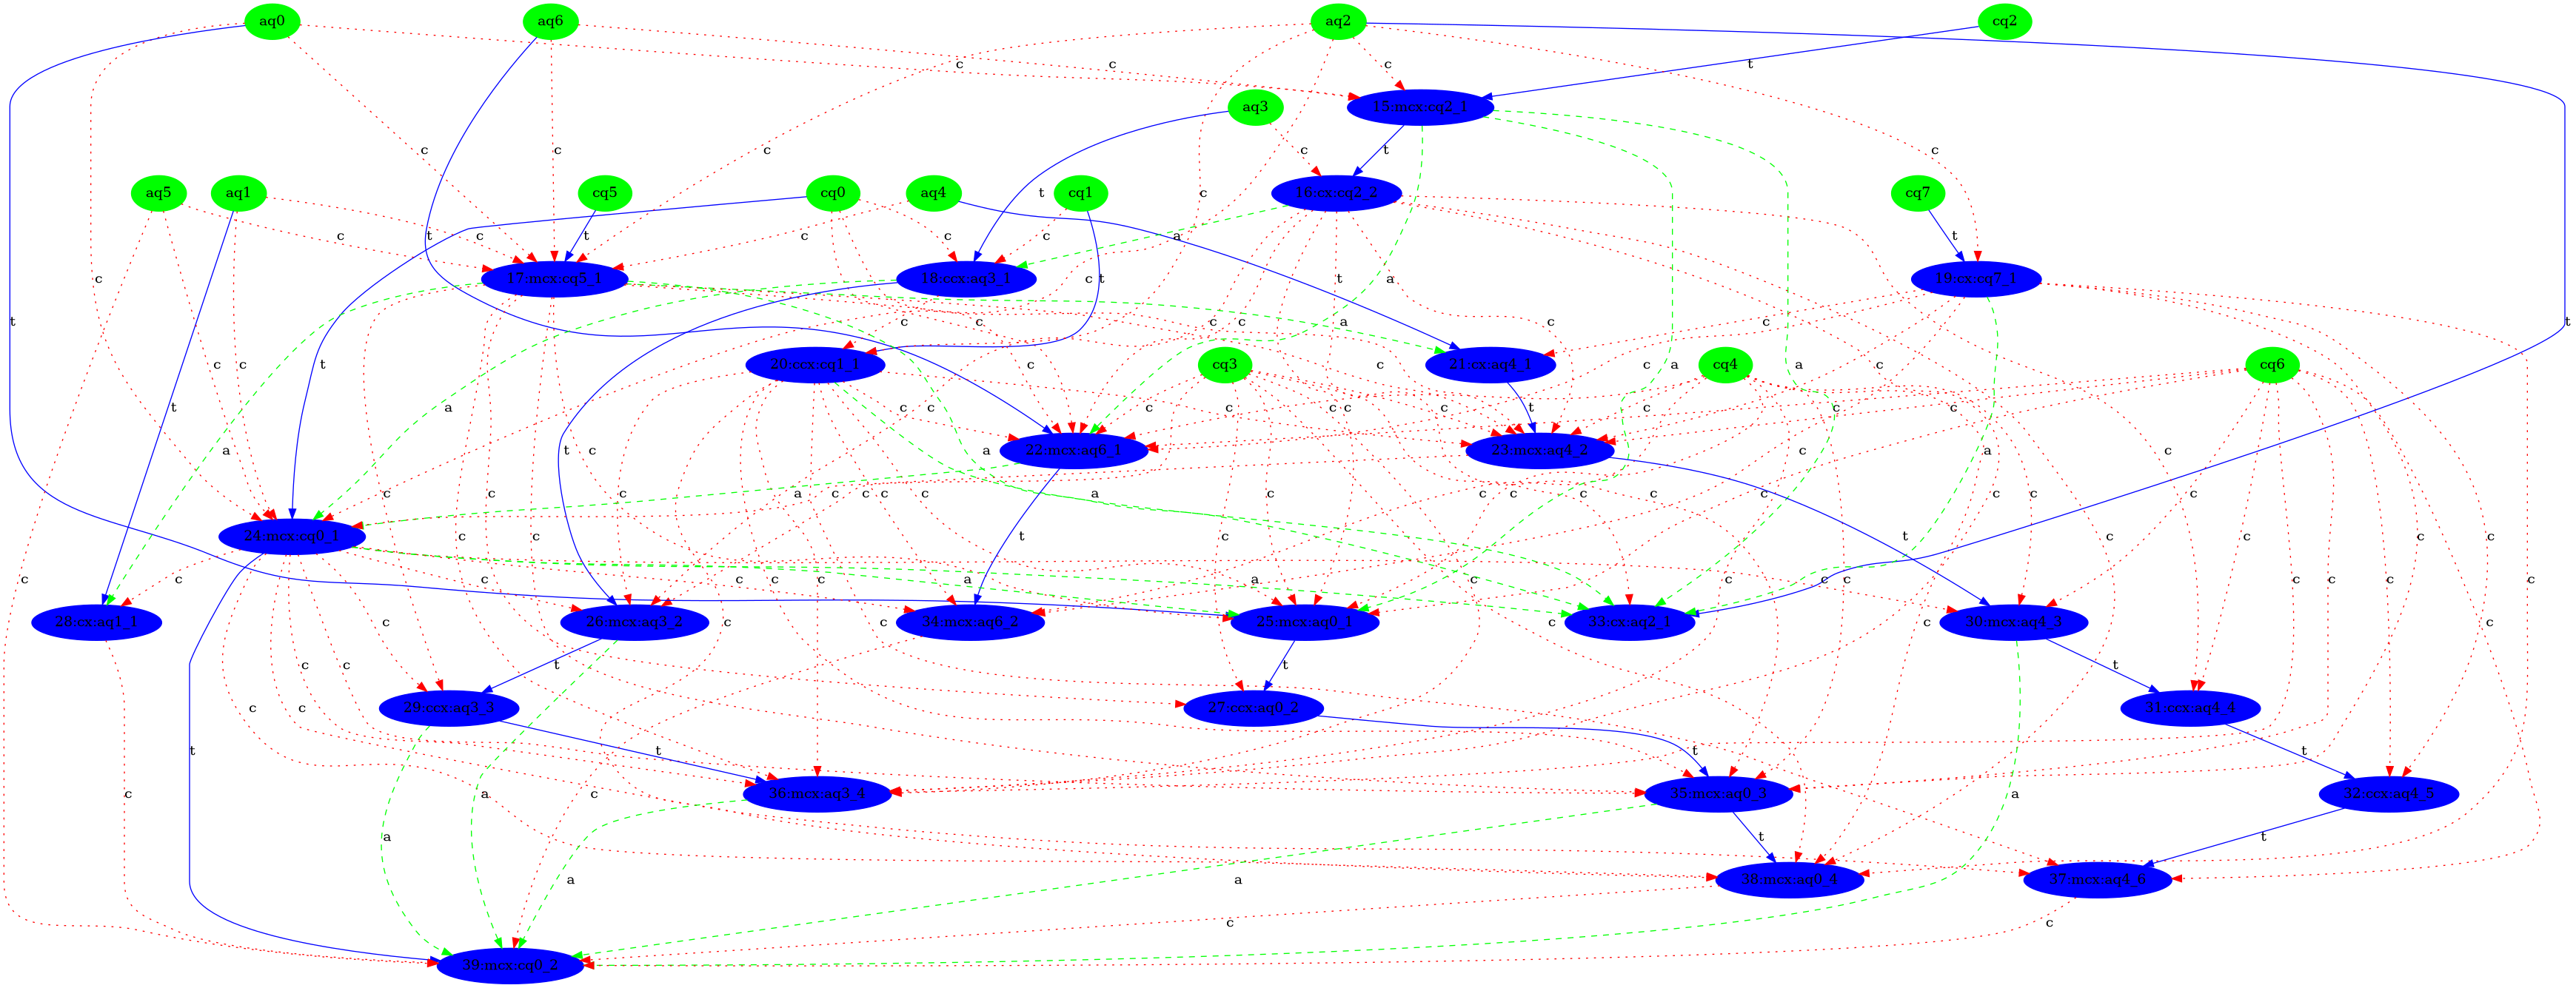 aq0 aq6 aq2 cq2
c c c t
aq3 15:mcx:cq2_1
c c c c c t c
aq5 aq1 cq5 cq0 aq4 cq1 16:cx:cq2_2 cq7
c c t c c t c c t a a t
17:mcx:cq5_1 18:ccx:aq3_1 19:cx:cq7_1
c t c t c t a
t c c a c c c c
20:ccx:cq1_1 cq3 21:cx:aq4_1 cq4 cq6
c c t a c c c a a c
c c c c c t c c
22:mcx:aq6_1 23:mcx:aq4_2
a t c a c c a c c a
c c c c c c c
24:mcx:cq0_1
c c c t a c c c t c c c
c c c c a a c c c c c
28:cx:aq1_1 26:mcx:aq3_2 34:mcx:aq6_2 25:mcx:aq0_1 33:cx:aq2_1 30:mcx:aq4_3
c c c c c t c c c t c c c t c
29:ccx:aq3_3 27:ccx:aq0_2 31:ccx:aq4_4
t c a t c t t
36:mcx:aq3_4 35:mcx:aq0_3 32:ccx:aq4_5
c a a c a t t
38:mcx:aq0_4 37:mcx:aq4_6
c c
39:mcx:cq0_2